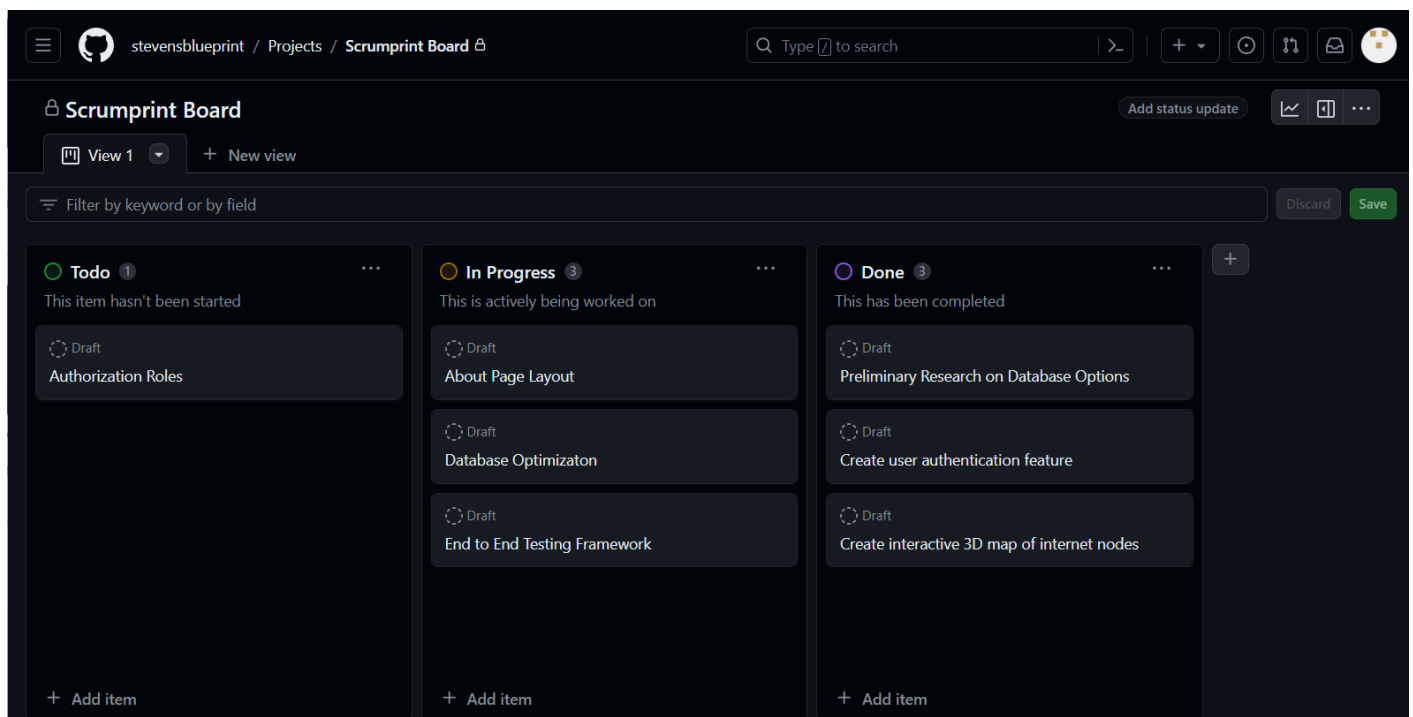 stevensblueprint / Projects / Scrumprint Board
Type / to search
Scrumprint Board
Add status update
View 1
New view
Filter by keyword or by field
Discard
Save
Todo 1
This item hasn't been started
Draft
Authorization Roles
+ Add item
In Progress 3
This is actively being worked on
Draft
About Page Layout
Draft
Database Optimizaton
Draft
End to End Testing Framework
+ Add item
Done 3
This has been completed
Draft
Preliminary Research on Database Options
Draft
Create user authentication feature
Draft
Create interactive 3D map of internet nodes
+ Add item